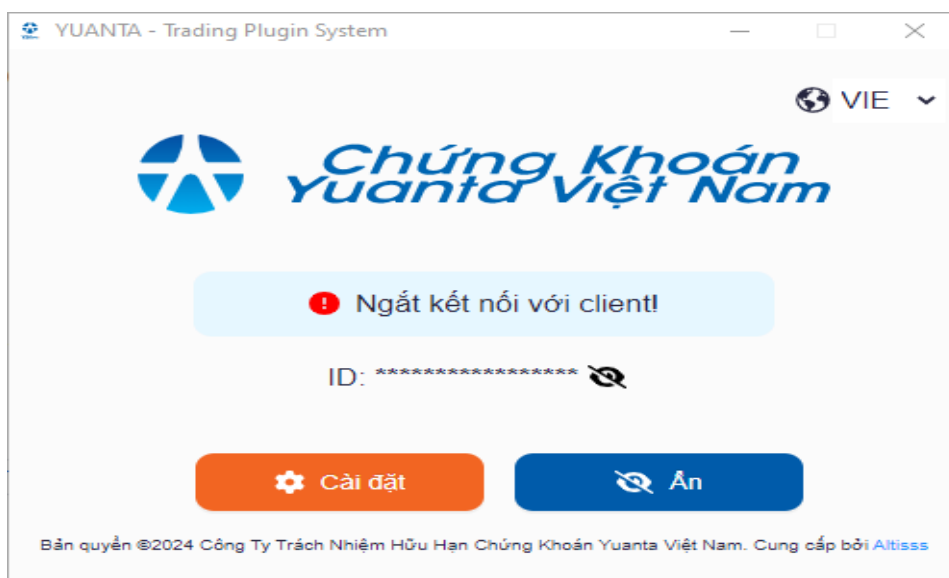 YUANTA - Trading Plugin System
VIE
Chứng Khoán
Yuanta Việt Nam
Ngắt kết nối với client!
ID: *****************
Cài đặt
Ẩn
Bản quyền ©2024 Công Ty Trách Nhiệm Hữu Hạn Chứng Khoán Yuanta Việt Nam. Cung cấp bởi Altisss